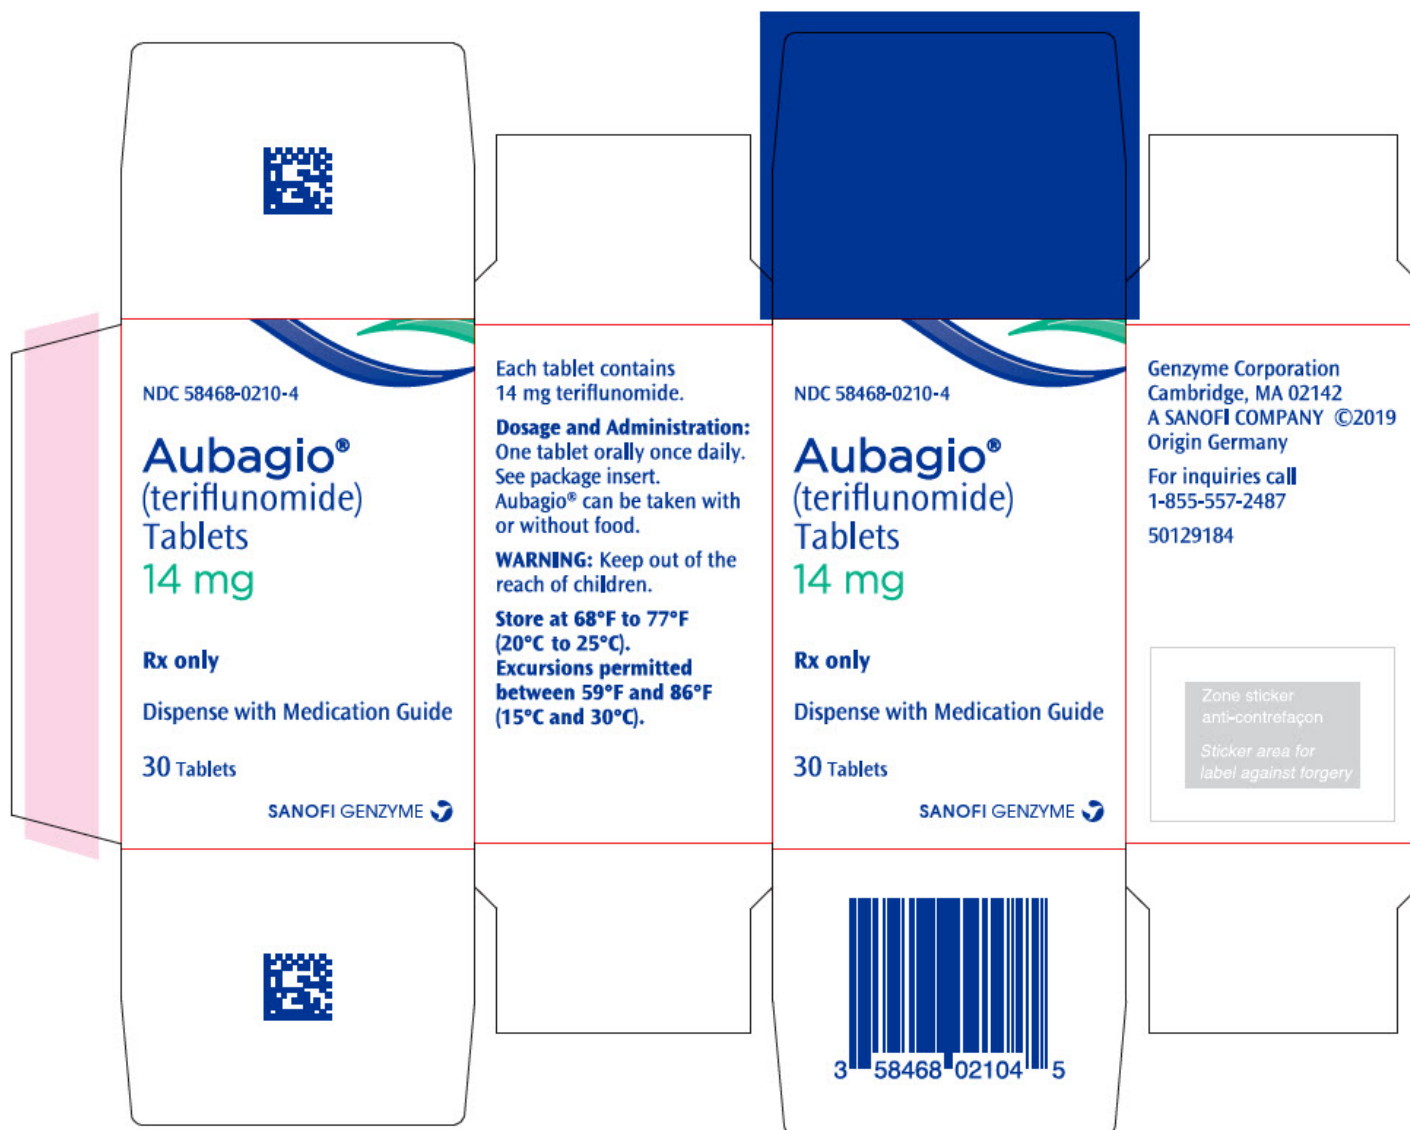 NDC 58468-0210-4
Aubagio®
(teriflunomide)
Tablets
14 mg
Rx only
Dispense with Medication Guide
30 Tablets
SANOFI GENZYME
Each tablet contains
14 mg teriflunomide.
Dosage and Administration:
One tablet orally once daily.
See package insert.
Aubagio® can be taken with
or without food.
WARNING: Keep out of the
reach of children.
Store at 68°F to 77°F
(20°C to 25°C).
Excursions permitted
between 59°F and 86°F
(15°C and 30°C).
NDC 58468-0210-4
Aubagio®
(teriflunomide)
Tablets
14 mg
Rx only
Dispense with Medication Guide
30 Tablets
SANOFI GENZYME
3 58468 02104 5
Genzyme Corporation
Cambridge, MA 02142
A SANOFI COMPANY ©2019
Origin Germany
For inquiries call
1-855-557-2487
50129184
Zone sticker
anti-contrefaçon
Sticker area for
label against forgery